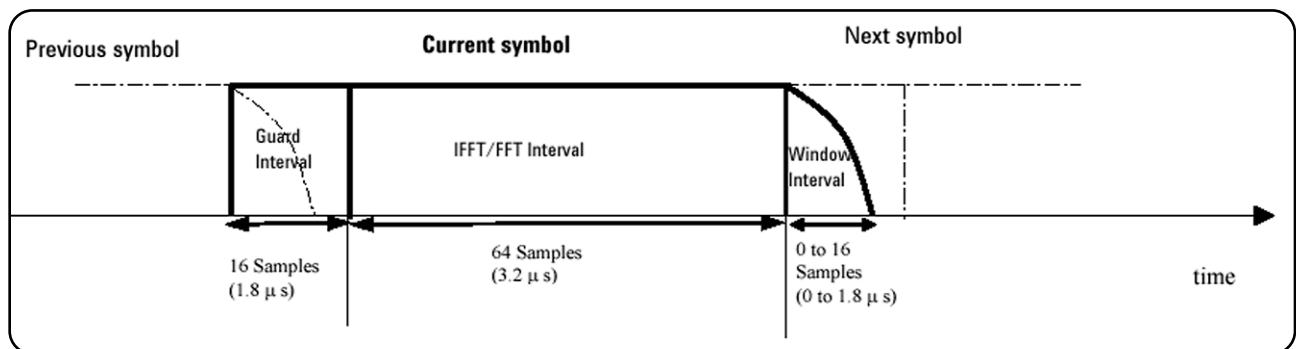 Previous symbol
Current symbol
Next symbol
Guard
Interval
IFFT/FFT Interval
Window
Interval
16 Samples
(1.8 μ s)
64 Samples
(3.2 μ s)
0 to 16
Samples
(0 to 1.8 μ s)
time